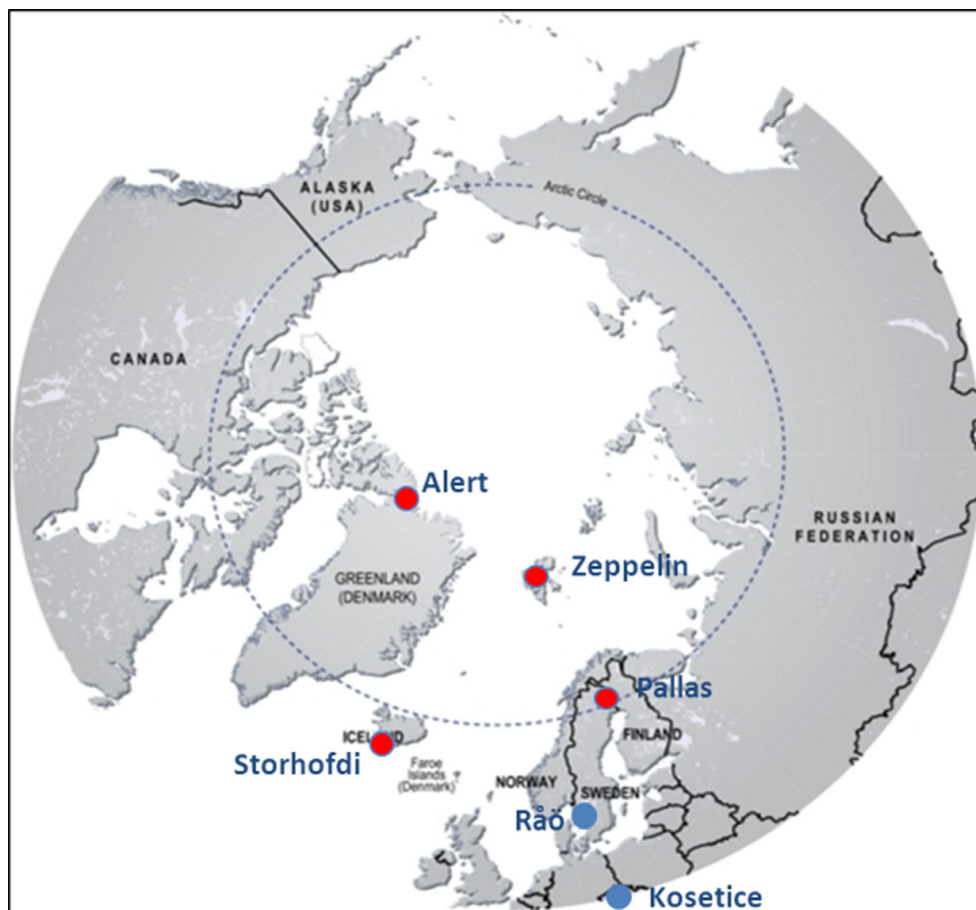 ALASKA
(USA)
Arctic Circle
CANADA
Alert
RUSSIAN
FEDERATION
Zeppelin
GREENLAND
(DENMARK)
Pallas
ICELAND
FINLAND
Storhofdi
Faroe
Islands
(Denmark)
NORWAY
SWEDEN
Råö
Kosetice